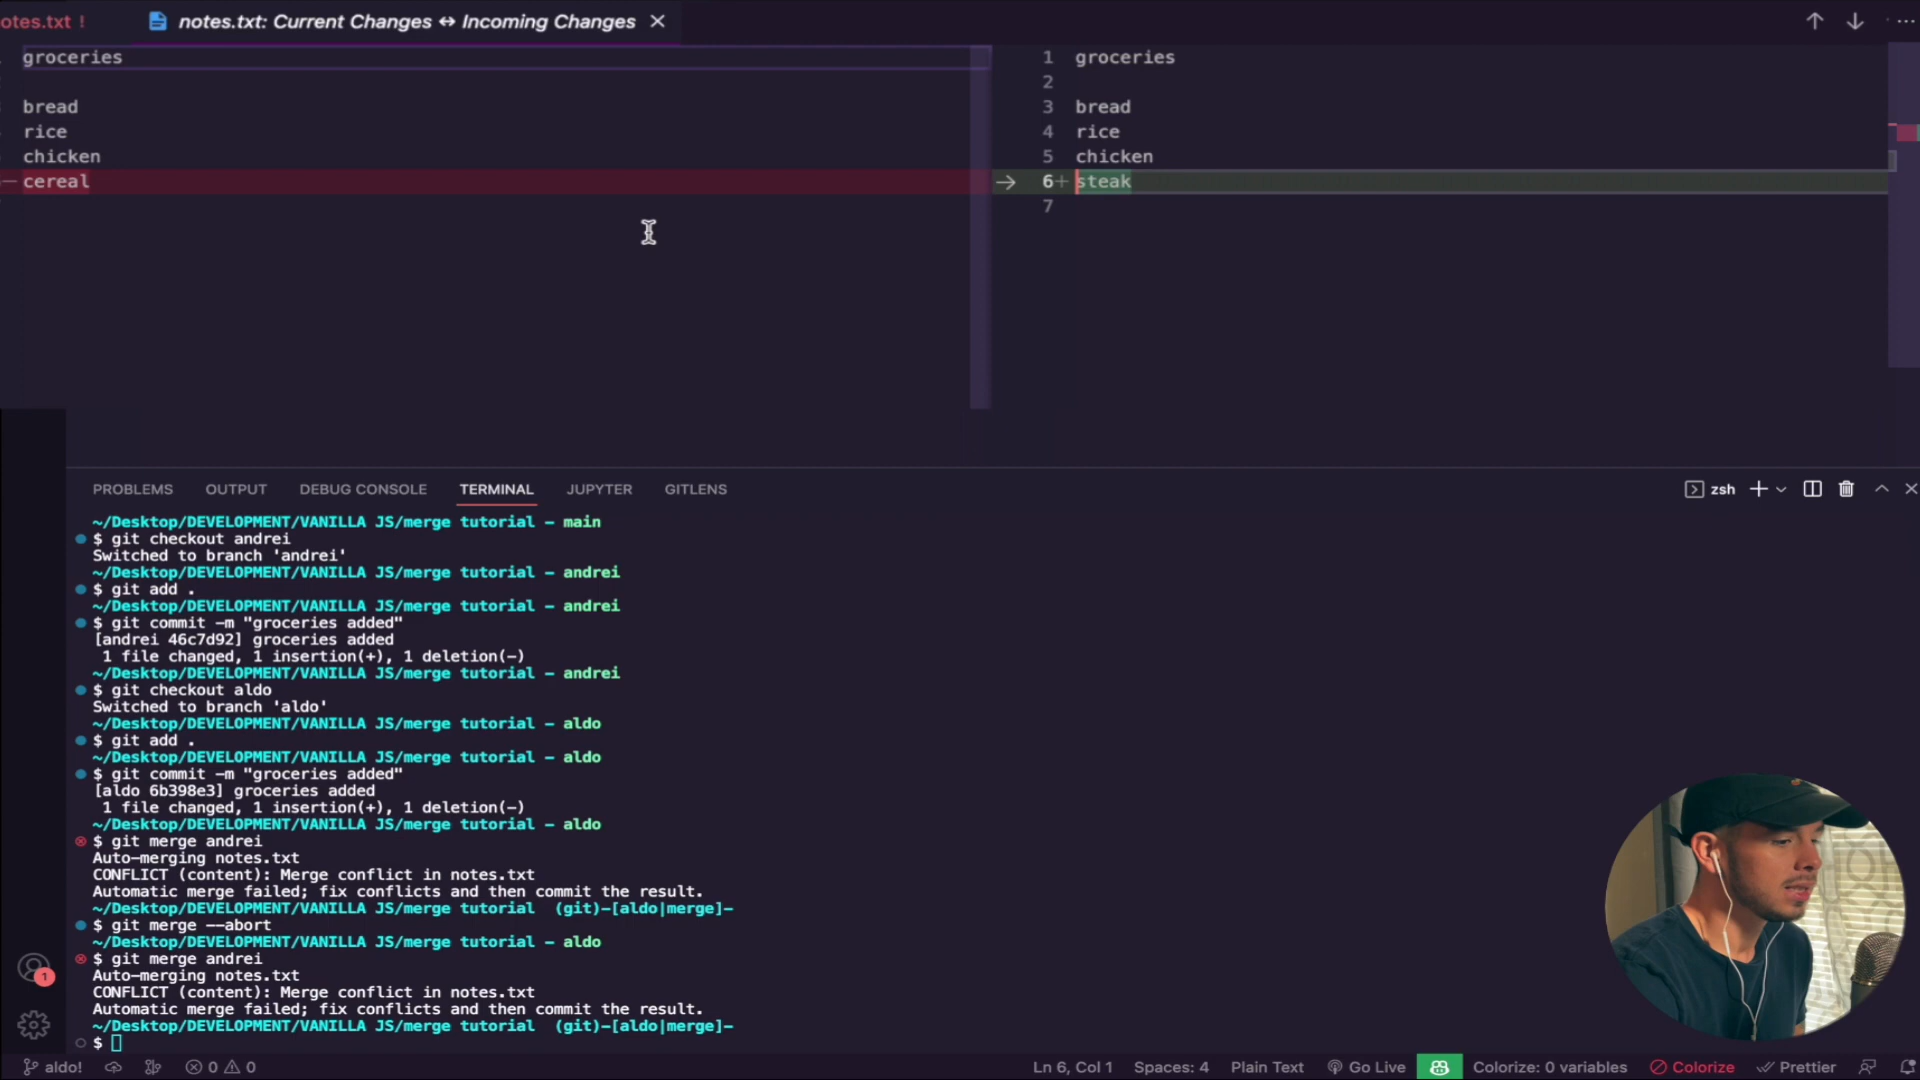 otes.txt !
notes.txt: Current Changes ↔ Incoming Changes
groceries
bread
rice
chicken
cereal
1 groceries
2
3 bread
4 rice
5 chicken
6+ steak
7
PROBLEMS OUTPUT DEBUG CONSOLE TERMINAL JUPYTER GITLENS
zsh
~/Desktop/DEVELOPMENT/VANILLA JS/merge tutorial – main
$ git checkout andrei
Switched to branch 'andrei'
~/Desktop/DEVELOPMENT/VANILLA JS/merge tutorial – andrei
$ git add .
~/Desktop/DEVELOPMENT/VANILLA JS/merge tutorial – andrei
$ git commit -m "groceries added"
[andrei 46c7d92] groceries added
1 file changed, 1 insertion(+), 1 deletion(-)
~/Desktop/DEVELOPMENT/VANILLA JS/merge tutorial – andrei
$ git checkout aldo
Switched to branch 'aldo'
~/Desktop/DEVELOPMENT/VANILLA JS/merge tutorial – aldo
$ git add .
~/Desktop/DEVELOPMENT/VANILLA JS/merge tutorial – aldo
$ git commit -m "groceries added"
[aldo 6b398e3] groceries added
1 file changed, 1 insertion(+), 1 deletion(-)
~/Desktop/DEVELOPMENT/VANILLA JS/merge tutorial – aldo
$ git merge andrei
Auto-merging notes.txt
CONFLICT (content): Merge conflict in notes.txt
Automatic merge failed; fix conflicts and then commit the result.
~/Desktop/DEVELOPMENT/VANILLA JS/merge tutorial (git)-[aldo|merge]-
$ git merge --abort
~/Desktop/DEVELOPMENT/VANILLA JS/merge tutorial – aldo
$ git merge andrei
Auto-merging notes.txt
CONFLICT (content): Merge conflict in notes.txt
Automatic merge failed; fix conflicts and then commit the result.
~/Desktop/DEVELOPMENT/VANILLA JS/merge tutorial (git)-[aldo|merge]-
$
1
aldo! 0 0 Ln 6, Col 1 Spaces: 4 Plain Text Go Live Colorize: 0 variables Colorize Prettier